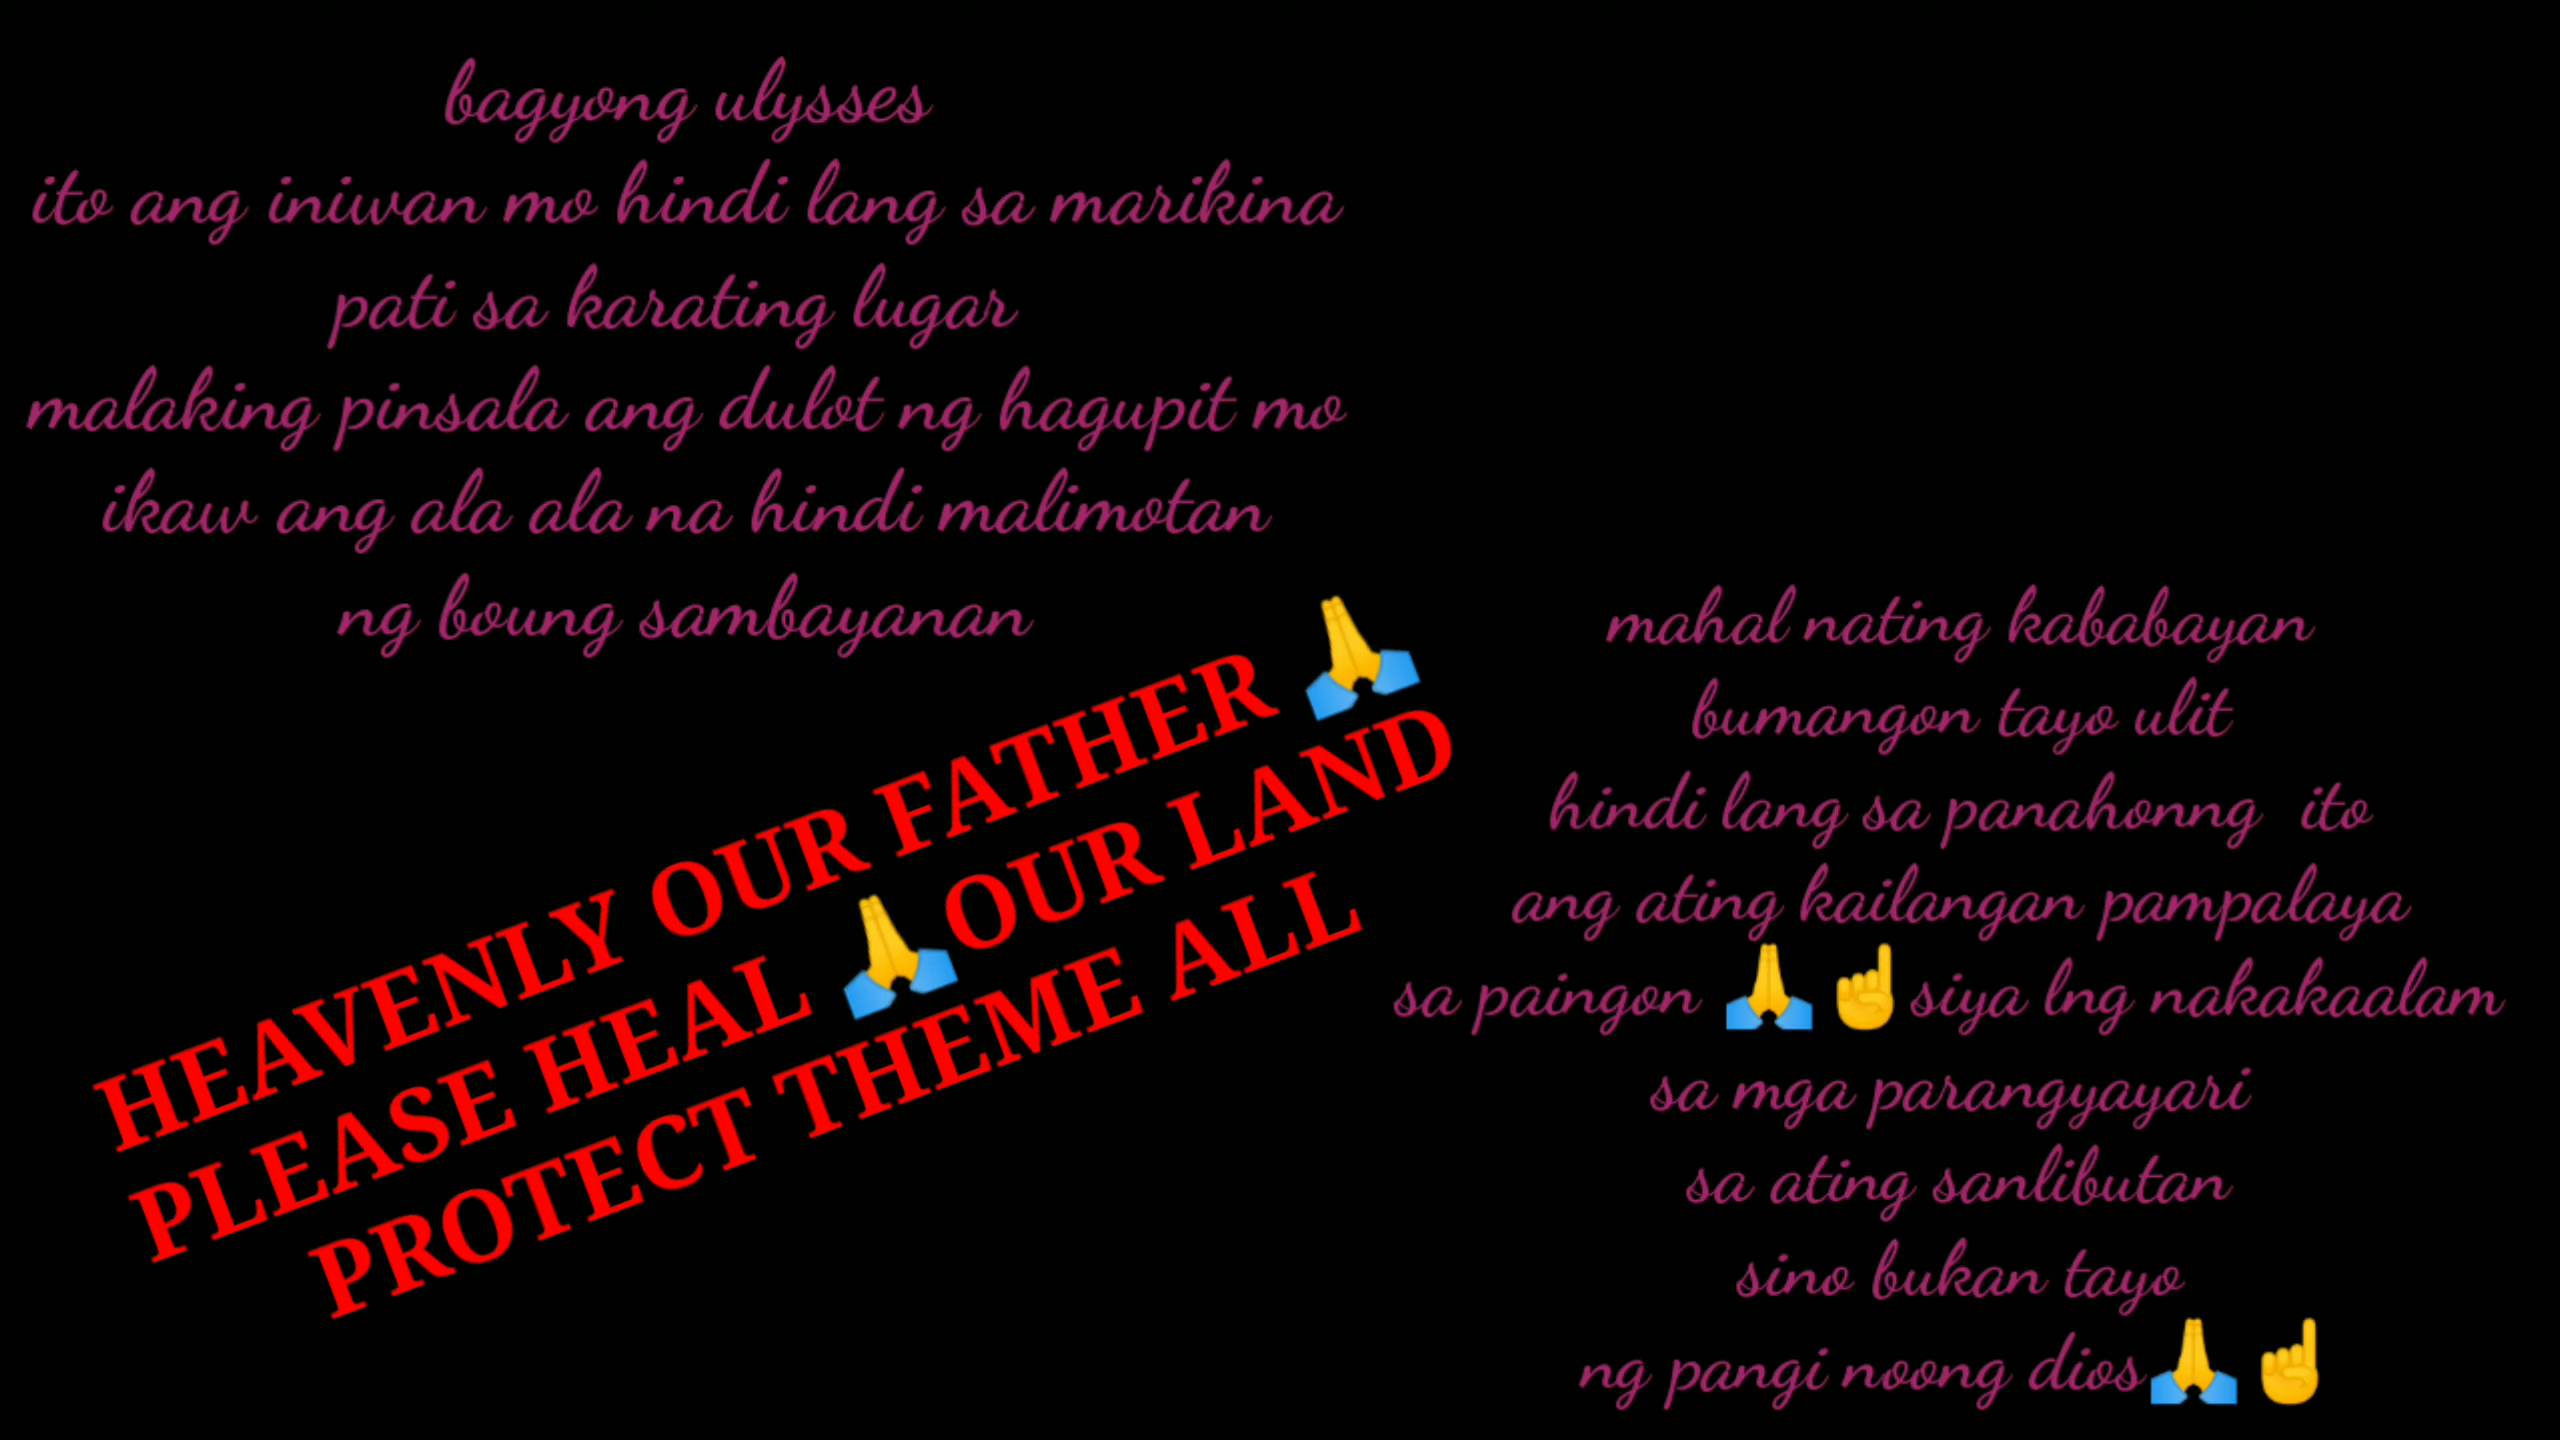 bagyong ulysses
ito ang iniwan mo hindi lang sa marikina
pati sa karating lugar
malaking pinsala ang dulot ng hagupit mo
ikaw ang ala ala na hindi malimotan
ng boung sambayanan
HEAVENLY OUR FATHER 🙏
PLEASE HEAL 🙏OUR LAND
PROTECT THEME ALL
mahal nating kababayan
bumangon tayo ulit
hindi lang sa panahonng  ito
ang ating kailangan pampalaya
sa paingon 🙏☝siya lng nakakaalam
sa mga parangyayari
sa ating sanlibutan
sino bukan tayo
ng pangi noong dios🙏☝